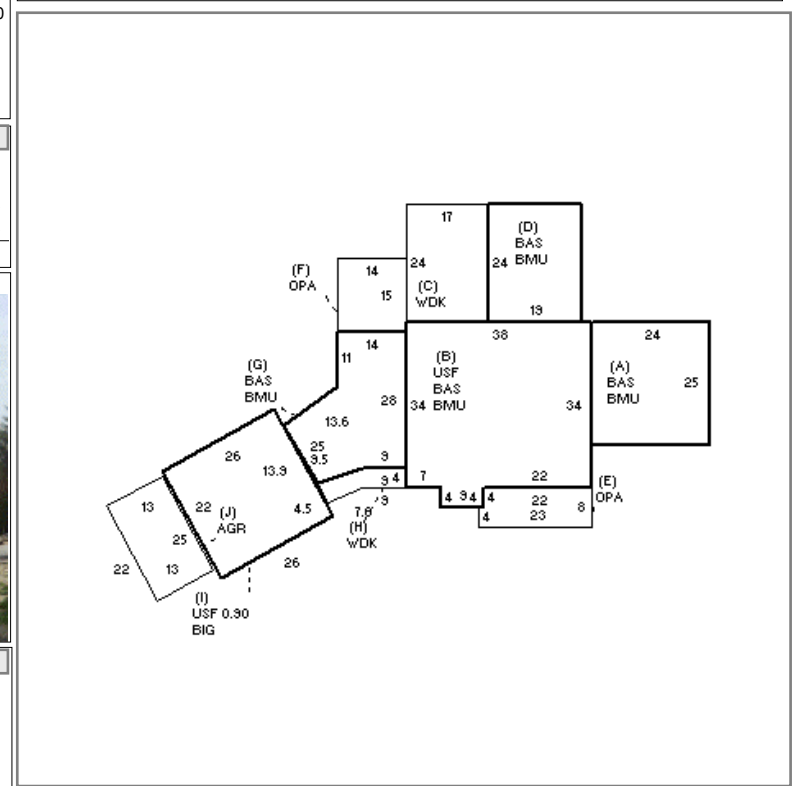 17
(D)
BAS
24 BMU
19
24
(C)
WDK
(F)
OPA
14
15
38
24
(A)
BAS
BMU
25
14
11
(B)
USF
BAS
BMU
34
34
28
(G)
BAS
BMU
13.6
25
9.5
9
7
22
26
13.9
9 4
9
4 9 4 4
22
23
8
4
(E)
OPA
13
22
(J)
AGR
4.5
7.8
(H)
WDK
25
13
22
26
(I)
USF 0.90
BIG